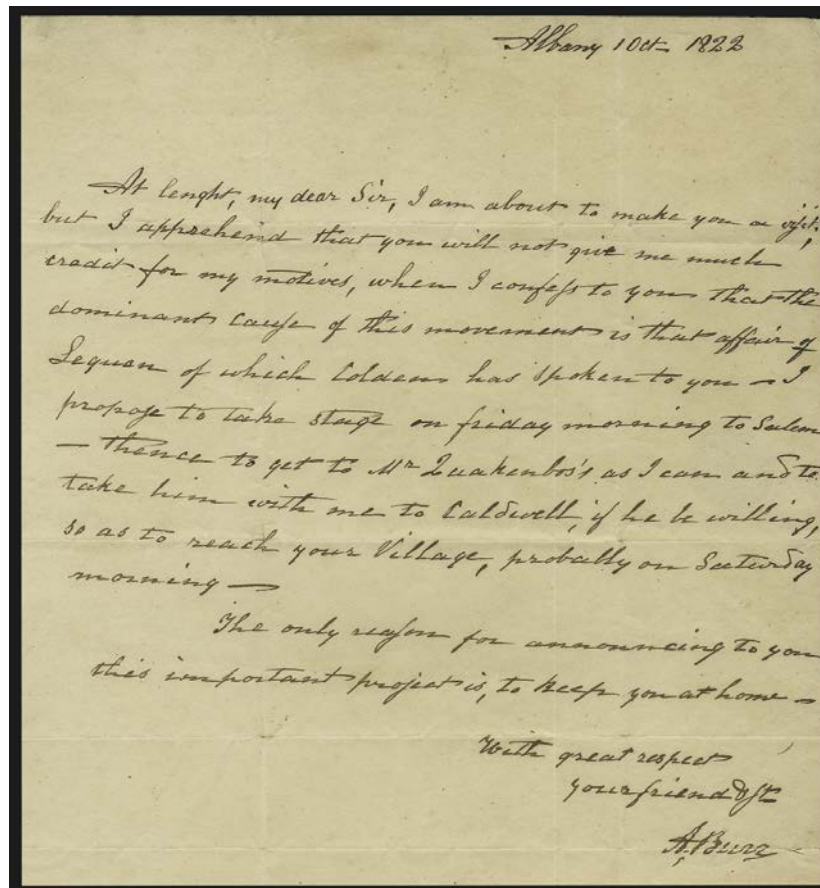 Albany 1 Oct 1822
At lenght, my dear Sir, I am about to make you a visit;
but I apprehend that you will not give me much
credit for my motives, when I confess to you that the
dominant cause of this movement is that affair of
Lequen of which Colden has spoken to you — I
propose to take stage on friday morning to Salem
— thence to get to Mr Quakenbos's as I can and to
take him with me to Caldwell, if he be willing,
so as to reach your Village, probally on Saturday
morning —
The only reason for announcing to you
this important project is, to keep you at home —
With great respect
your friend & St
A, Burr